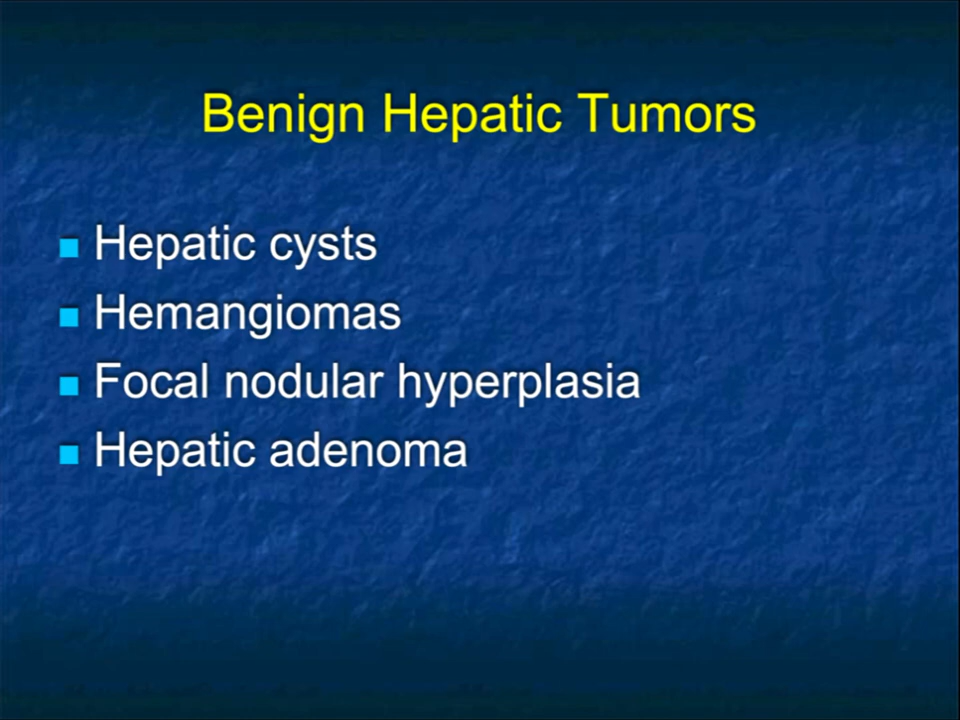 Benign Hepatic Tumors
Hepatic cysts
Hemangiomas
Focal nodular hyperplasia
Hepatic adenoma